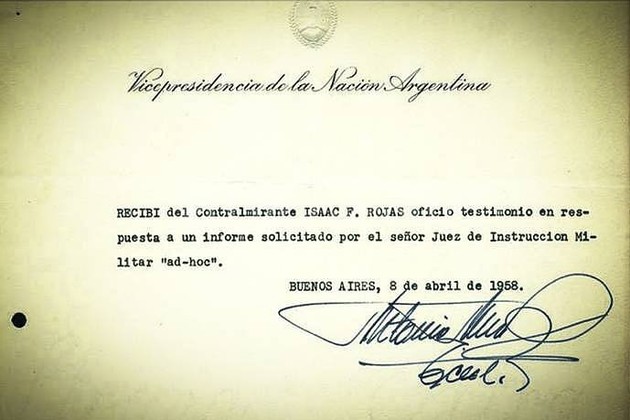 Vicepresidencia de la Nación Argentina
RECIBI del Contralmirante ISAAC F. ROJAS oficio testimonio en res-
puesta a un informe solicitado por el señor Juez de Instruccion Mi-
litar "ad-hoc".
BUENOS AIRES, 8 de abril de 1958.